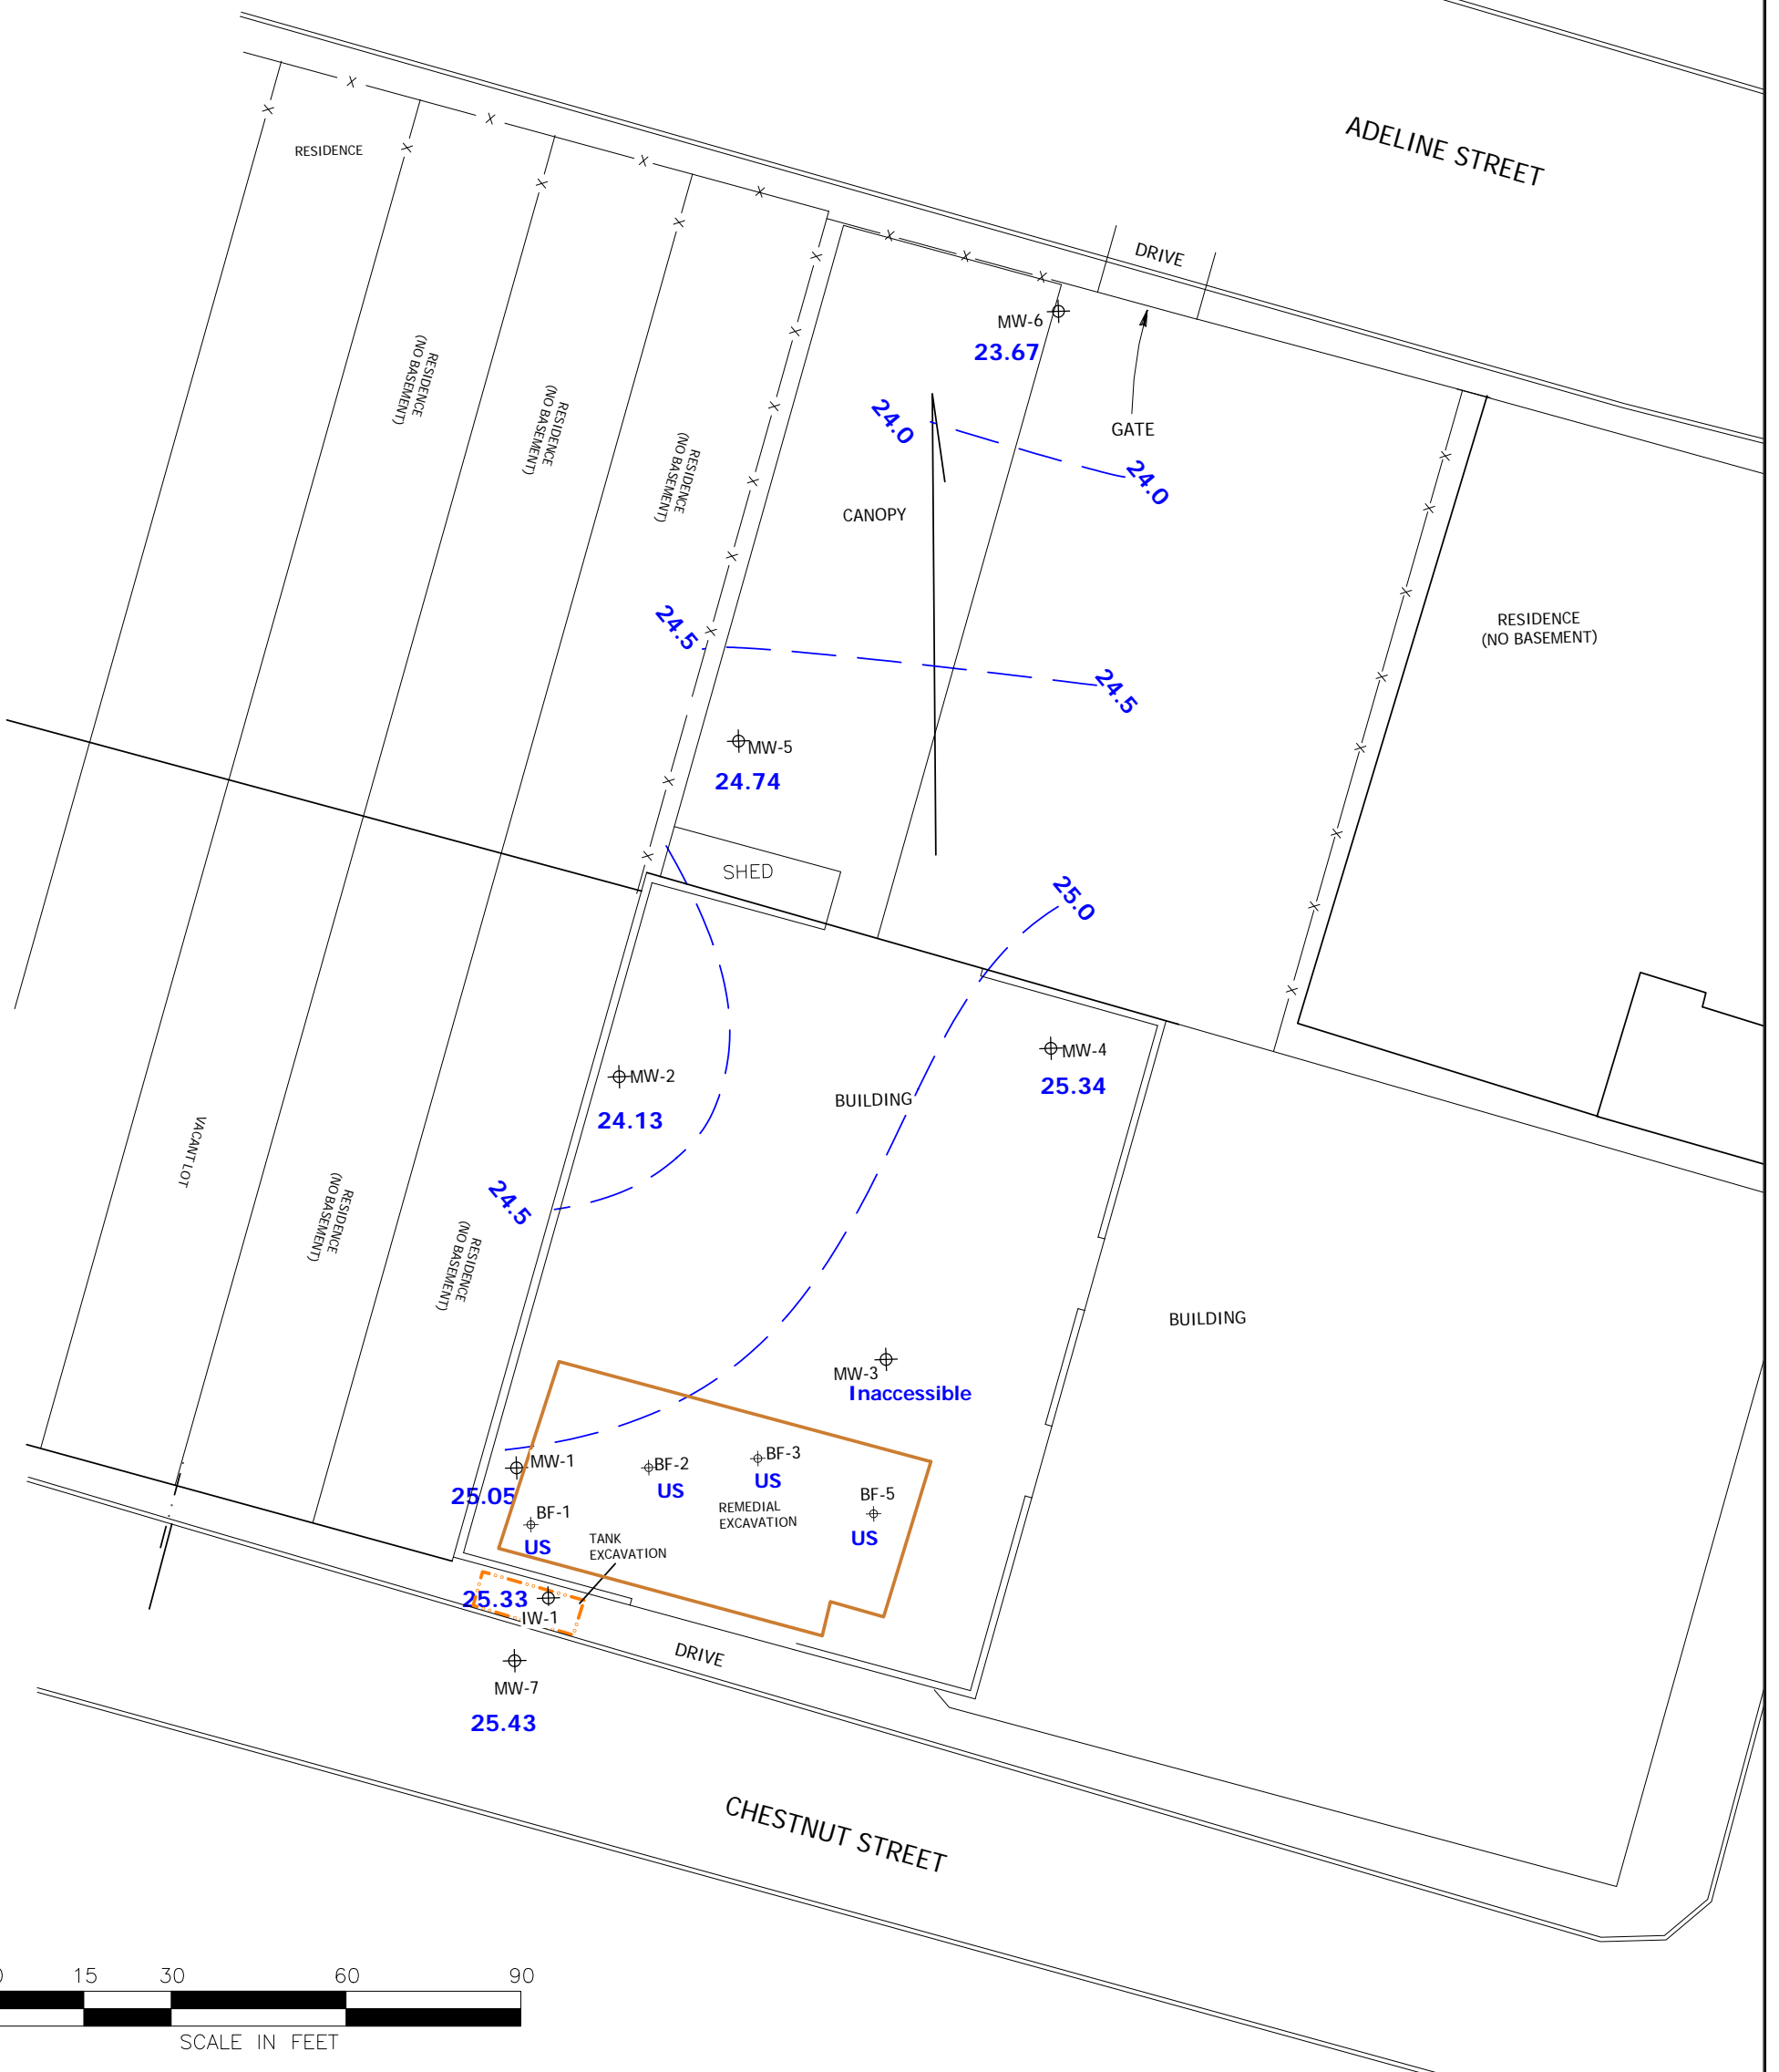 ADELINE STREET
RESIDENCE
DRIVE
MW-6
23.67
24.0
GATE
24.0
RESIDENCE
(NO BASEMENT)
RESIDENCE
(NO BASEMENT)
RESIDENCE
(NO BASEMENT)
CANOPY
24.5
RESIDENCE
(NO BASEMENT)
24.5
MW-5
24.74
SHED
25.0
MW-4
25.34
MW-2
24.13
BUILDING
VACANT LOT
24.5
RESIDENCE
(NO BASEMENT)
RESIDENCE
(NO BASEMENT)
BUILDING
MW-3
Inaccessible
MW-1
25.05
BF-2
US
BF-3
US
BF-5
US
BF-1
US
REMEDIAL
EXCAVATION
TANK
EXCAVATION
25.33
IW-1
DRIVE
MW-7
25.43
CHESTNUT STREET
0 15 30 60 90
SCALE IN FEET